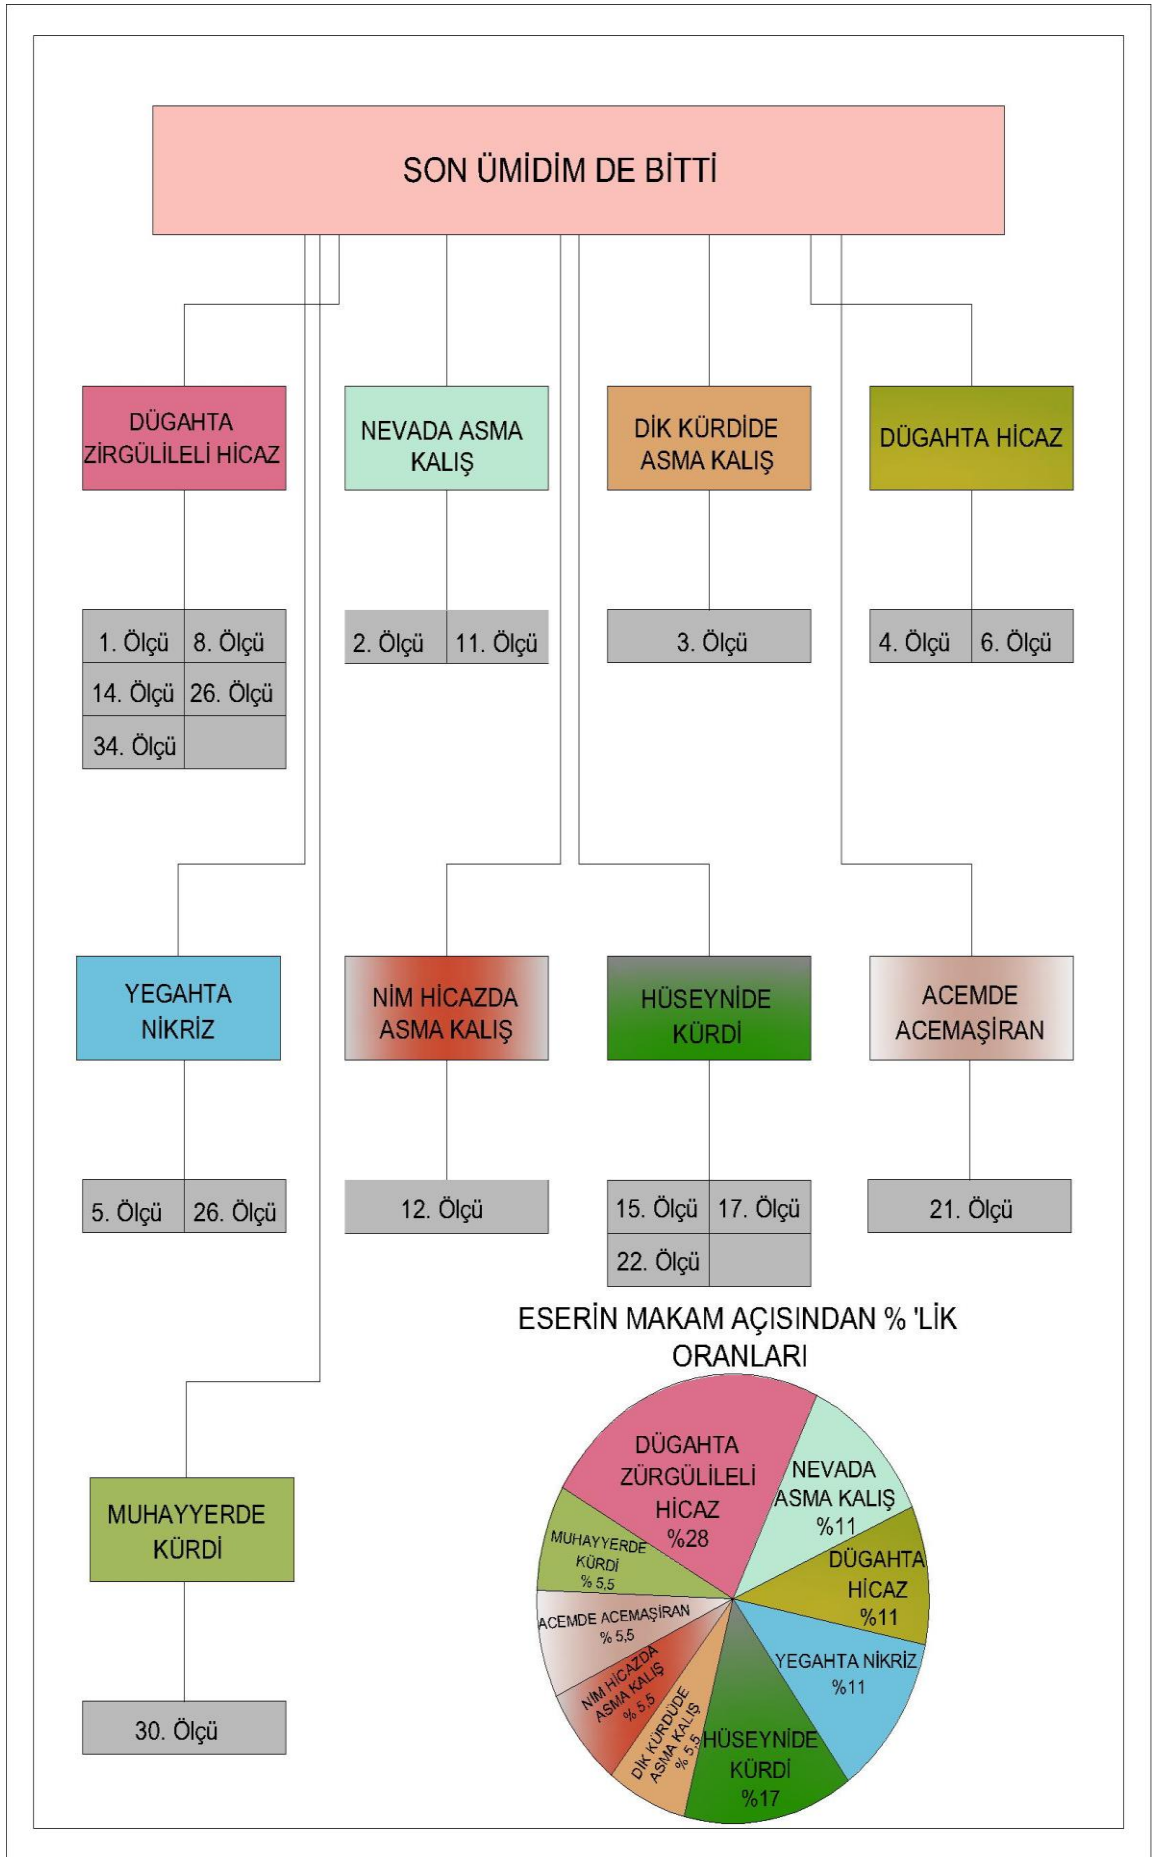 SON ÜMİDİM DE BİTTİ
DÜGAHTA
ZİRGÜLİLELİ HİCAZ
NEVADA ASMA
KALIŞ
DİK KÜRDİDE
ASMA KALIŞ
DÜGAHTA HİCAZ
1. Ölçü
8. Ölçü
14. Ölçü
26. Ölçü
34. Ölçü
2. Ölçü
11. Ölçü
3. Ölçü
4. Ölçü
6. Ölçü
YEGAHTA
NİKRİZ
NİM HİCAZDA
ASMA KALIŞ
HÜSEYNİDE
KÜRDİ
ACEMDE
ACEMAŞİRAN
5. Ölçü
26. Ölçü
12. Ölçü
15. Ölçü
17. Ölçü
22. Ölçü
21. Ölçü
MUHAYYERDE
KÜRDİ
30. Ölçü
ESERİN MAKAM AÇISINDAN % 'LİK
ORANLARI
DÜGAHTA
ZÜRGÜLİLELİ
HİCAZ
%28
NEVADA
ASMA KALIŞ
%11
DÜGAHTA
HİCAZ
%11
YEGAHTA NİKRİZ
%11
HÜSEYNİDE
KÜRDİ
%17
DİK KÜRDÜDE
ASMA KALIŞ
% 5,5
NİM HİCAZDA
ASMA KALIŞ
% 5,5
ACEMDE ACEMAŞİRAN
% 5,5
MUHAYYERDE
KÜRDİ
% 5,5